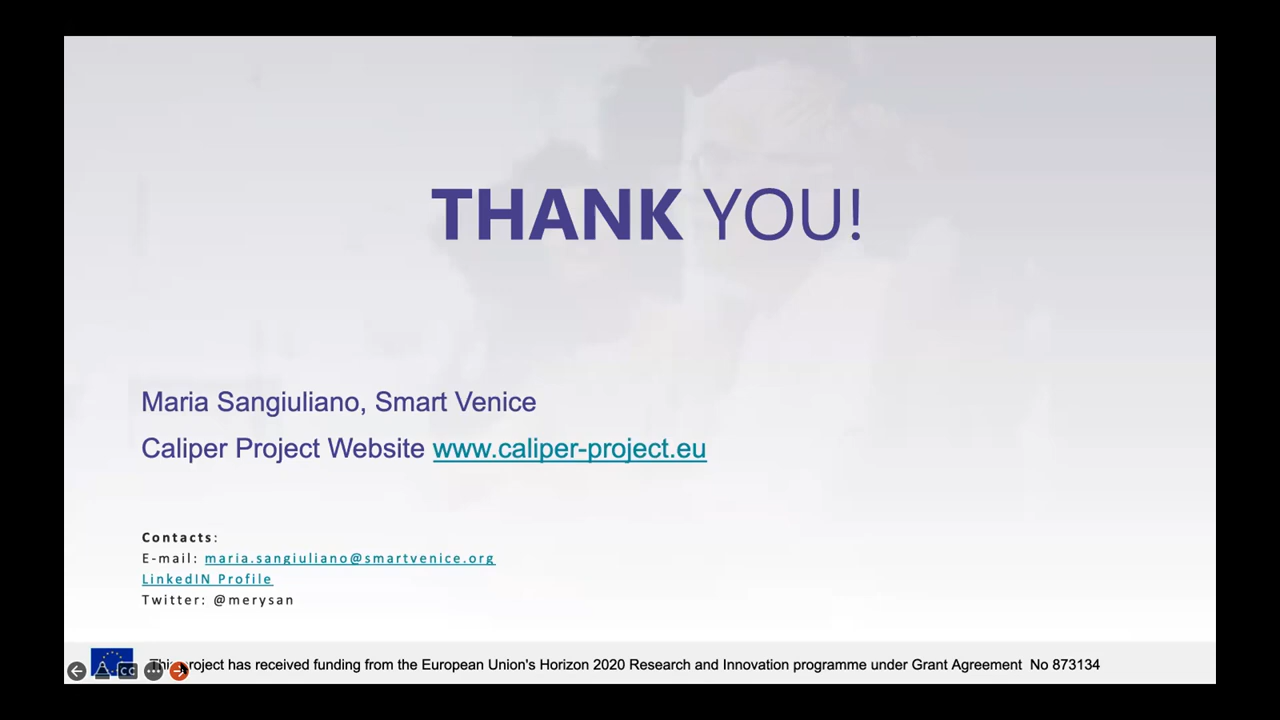 THANK YOU!
Maria Sangiuliano, Smart Venice
Caliper Project Website www.caliper-project.eu
Contacts:
E-mail: maria.sangiuliano@smartvenice.org
LinkedIN Profile
Twitter: @merysan
This project has received funding from the European Union's Horizon 2020 Research and Innovation programme under Grant Agreement No 873134